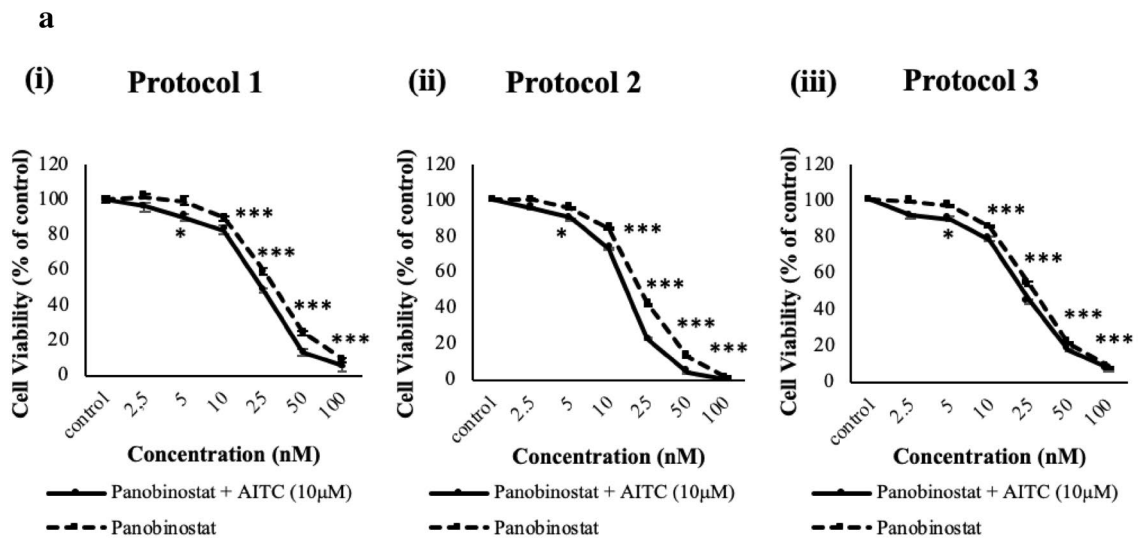 a
(i) Protocol 1
(ii) Protocol 2
(iii) Protocol 3
Cell Viability (% of control)
120
100
80
60
40
20
0
*
***
***
***
***
control 2,5 5 10 25 50 100
Concentration (nM)
Panobinostat + AITC (10μM)
Panobinostat
Cell Viability (% of control)
120
100
80
60
40
20
0
*
***
***
***
***
control 2.5 5 10 25 50 100
Concentration (nM)
Panobinostat + AITC (10μM)
Panobinostat
Cell Viability (% of control)
120
100
80
60
40
20
0
*
***
***
***
***
control 2.5 5 10 25 50 100
Concentration (nM)
Panobinostat + AITC (10μM)
Panobinostat